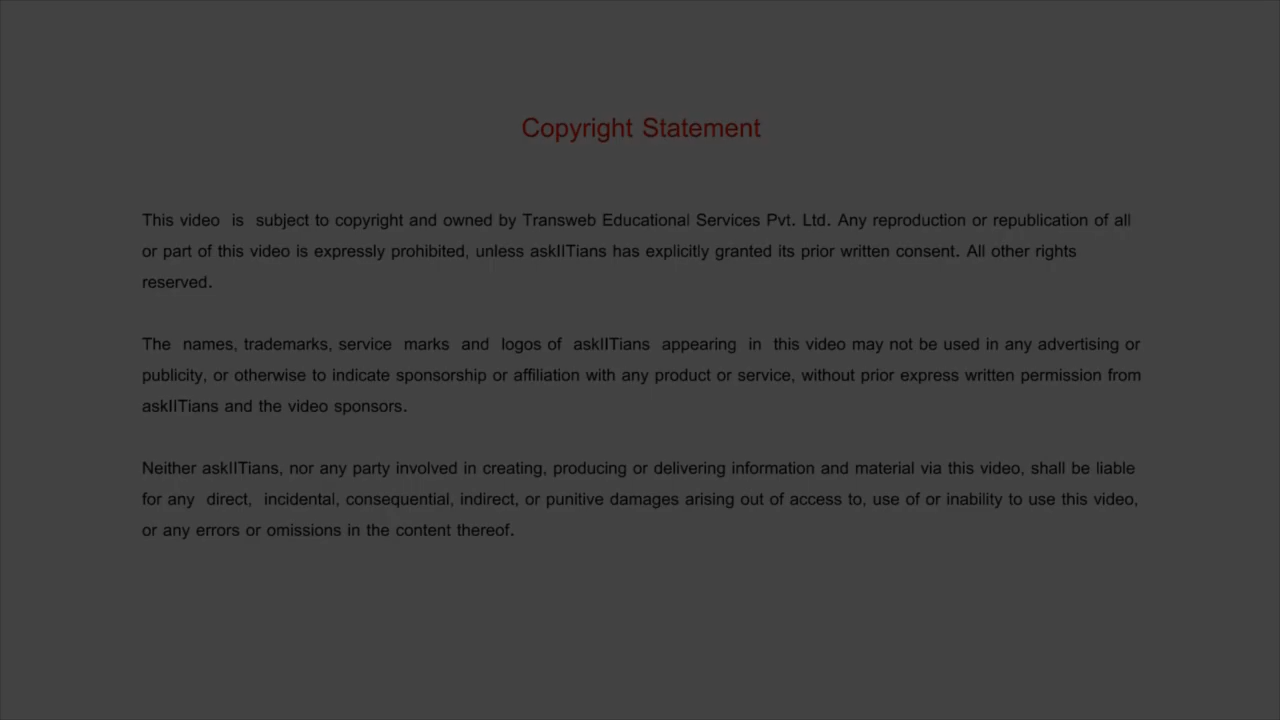 Copyright Statement
This video is subject to copyright and owned by Transweb Educational Services Pvt. Ltd. Any reproduction or republication of all
or part of this video is expressly prohibited, unless askIITians has explicitly granted its prior written consent. All other rights
reserved.
The names, trademarks, service marks and logos of askIITians appearing in this video may not be used in any advertising or
publicity, or otherwise to indicate sponsorship or affiliation with any product or service, without prior express written permission from
askIITians and the video sponsors.
Neither askIITians, nor any party involved in creating, producing or delivering information and material via this video, shall be liable
for any direct, incidental, consequential, indirect, or punitive damages arising out of access to, use of or inability to use this video,
or any errors or omissions in the content thereof.